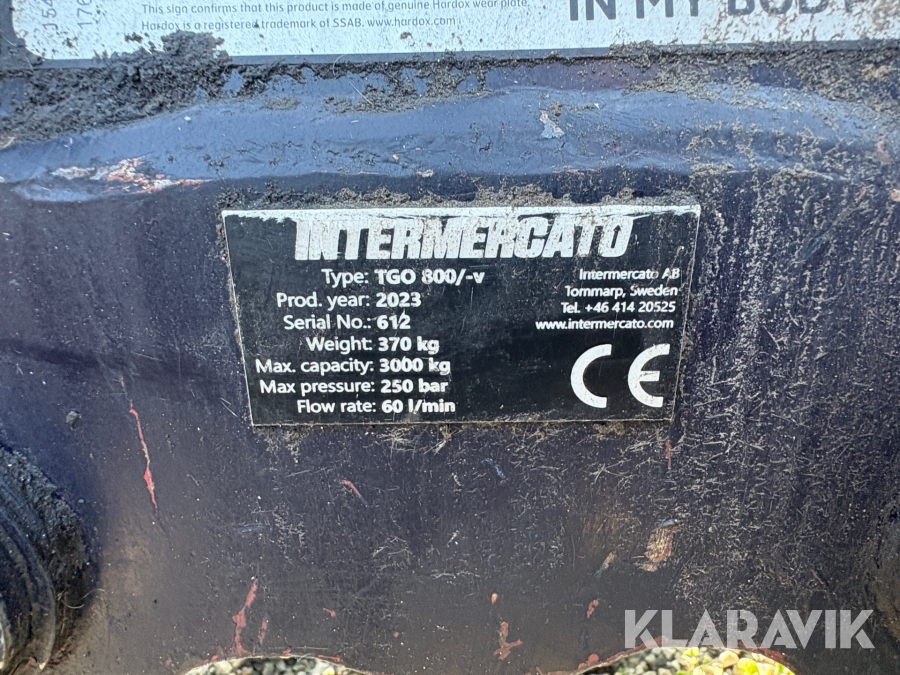 This sign confirms that this product is made of genuine Hardox wear plate.
Hardox is a registered trademark of SSAB. www.hardox.com
IN MY BOD
INTERMERCATO
Type: TGO 800/-v
Prod. year: 2023
Serial No.: 612
Weight: 370 kg
Max. capacity: 3000 kg
Max pressure: 250 bar
Flow rate: 60 l/min
Intermercato AB
Tommarp, Sweden
Tel. +46 414 20525
www.intermercato.com
CE
KLARAVIK